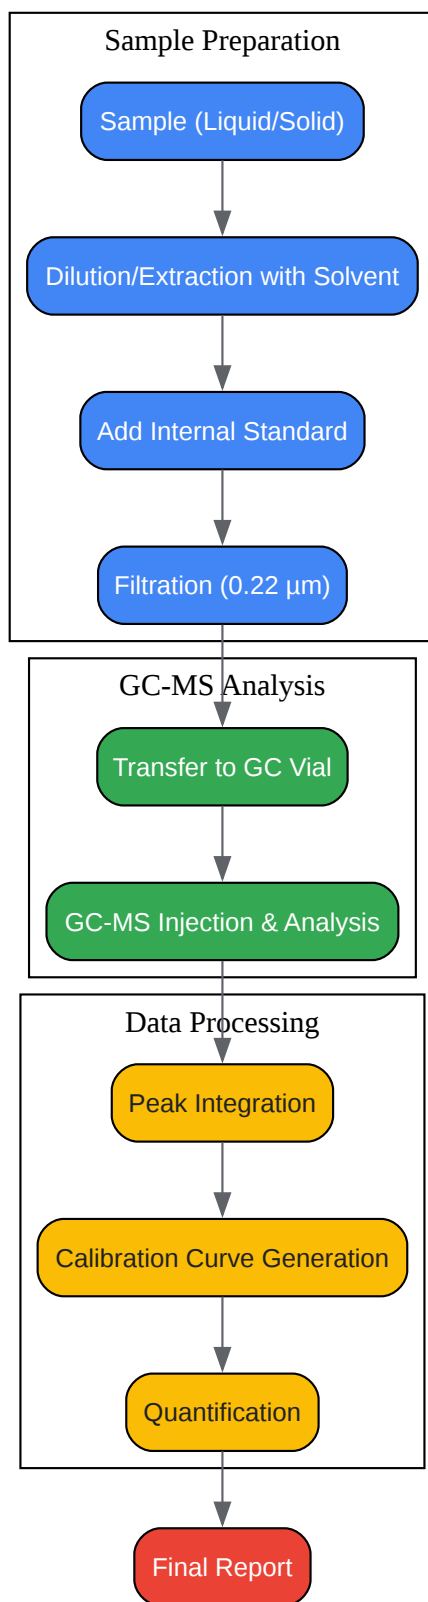 Sample Preparation
Sample (Liquid/Solid)
Dilution/Extraction with Solvent
Add Internal Standard
Filtration (0.22 µm)
GC-MS Analysis
Transfer to GC Vial
GC-MS Injection & Analysis
Data Processing
Peak Integration
Calibration Curve Generation
Quantification
Final Report